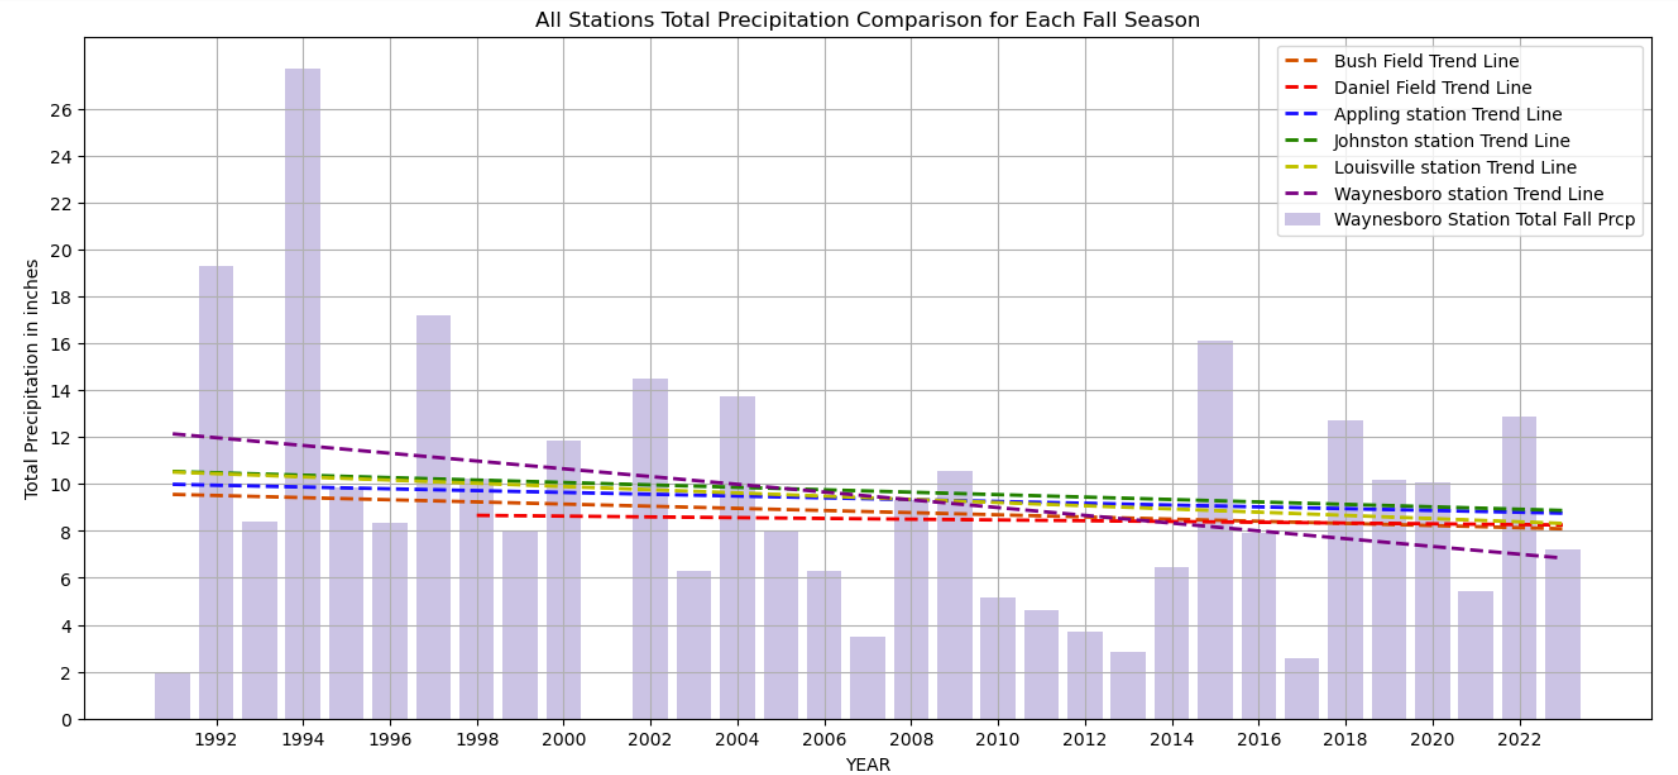 All Stations Total Precipitation Comparison for Each Fall Season
Bush Field Trend Line
Daniel Field Trend Line
Appling station Trend Line
Johnston station Trend Line
Louisville station Trend Line
Waynesboro station Trend Line
Waynesboro Station Total Fall Prcp
Total Precipitation in inches
26
24
22
20
18
16
14
12
10
8
6
4
2
0
1992 1994 1996 1998 2000 2002 2004 2006 2008 2010 2012 2014 2016 2018 2020 2022
YEAR